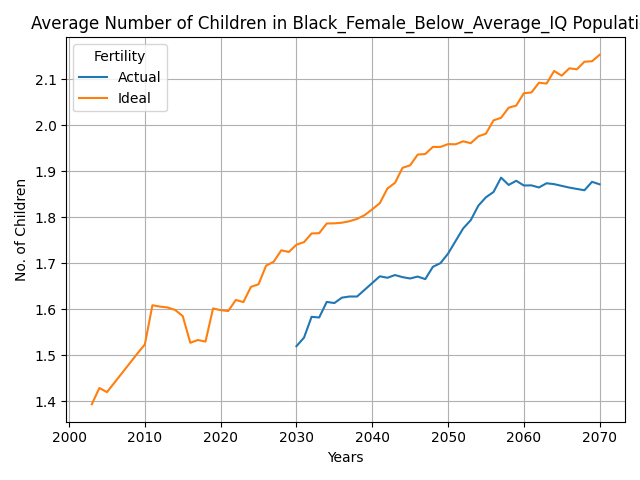 Average Number of Children in Black_Female_Below_Average_IQ Populati
Fertility
Actual
Ideal
No. of Children
2.1
2.0
1.9
1.8
1.7
1.6
1.5
1.4
2000 2010 2020 2030 2040 2050 2060 2070
Years